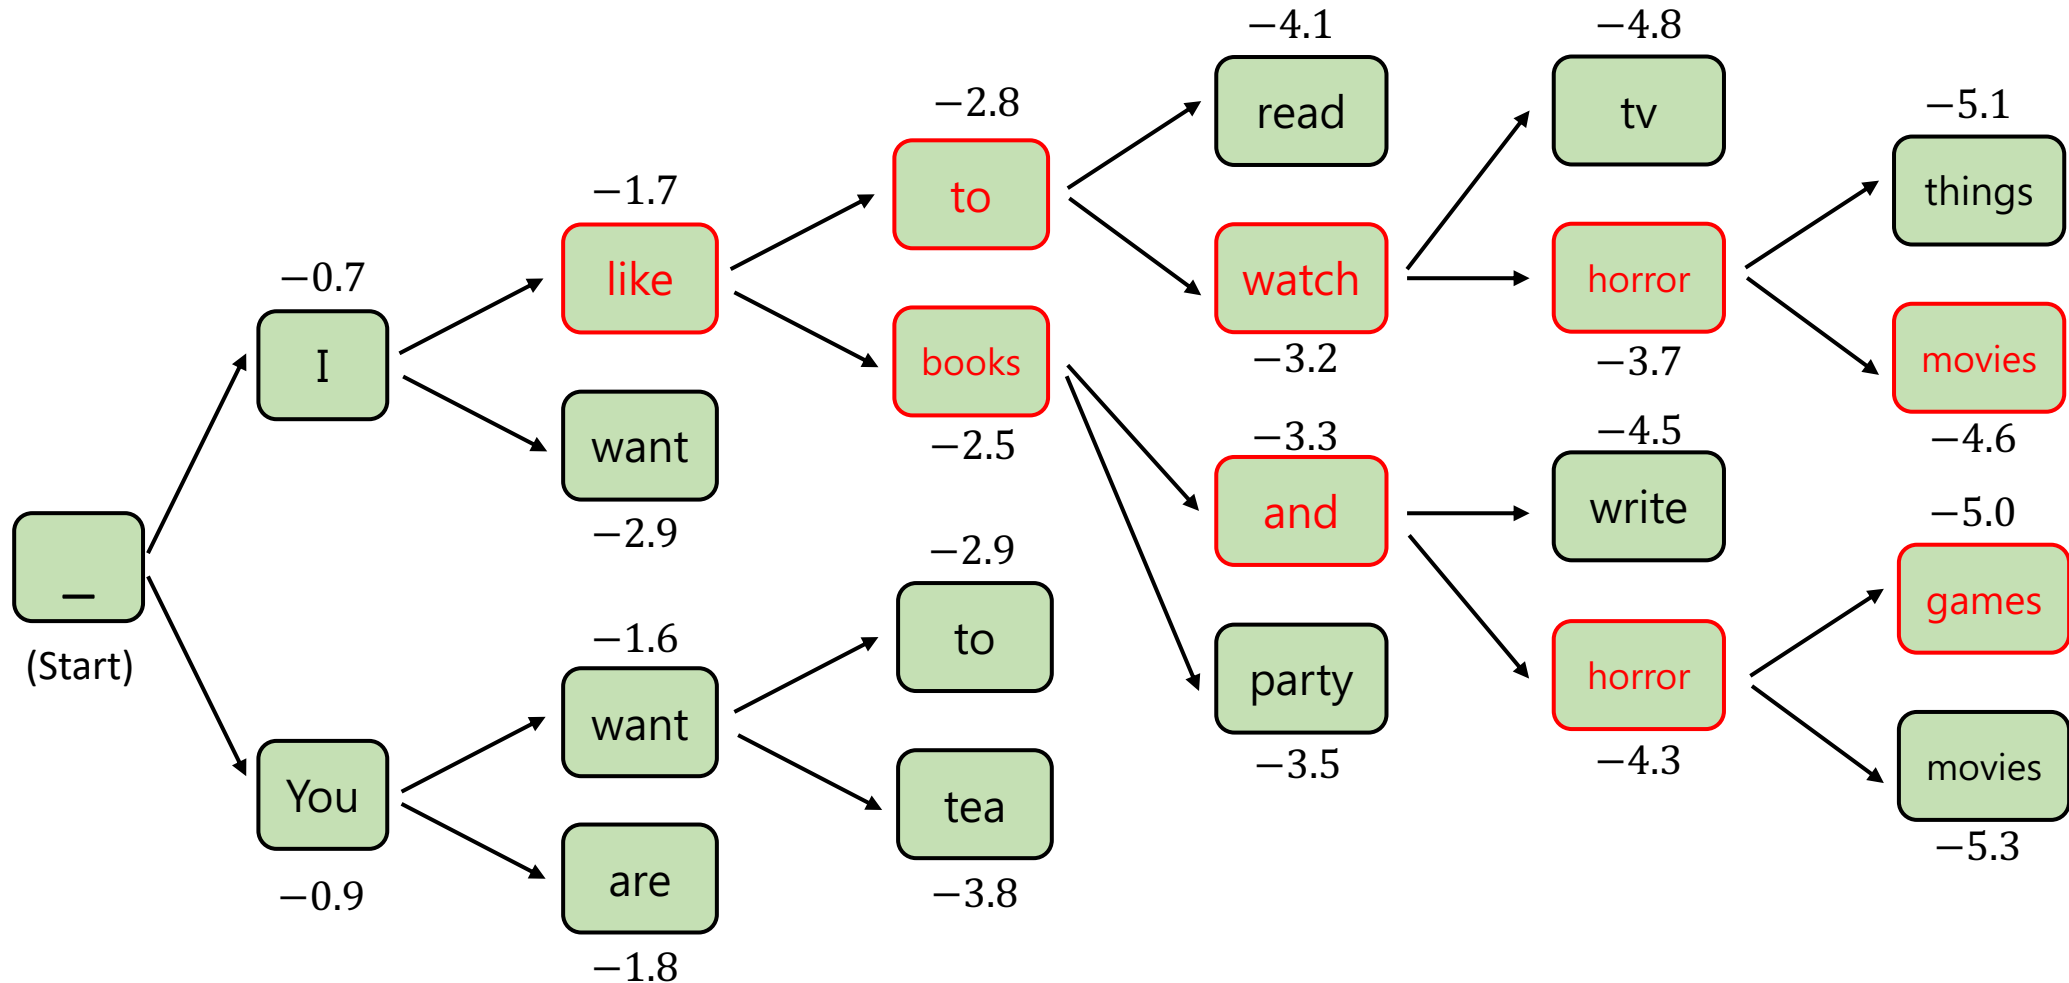 _
(Start)
−0.7
I
You
−0.9
−1.7
like
want
−2.9
−1.6
want
are
−1.8
−2.8
to
books
−2.5
−2.9
to
tea
−3.8
−4.1
read
watch
−3.2
−3.3
and
party
−3.5
−4.8
tv
horror
−3.7
−4.5
write
horror
−4.3
−5.1
things
movies
−4.6
−5.0
games
movies
−5.3